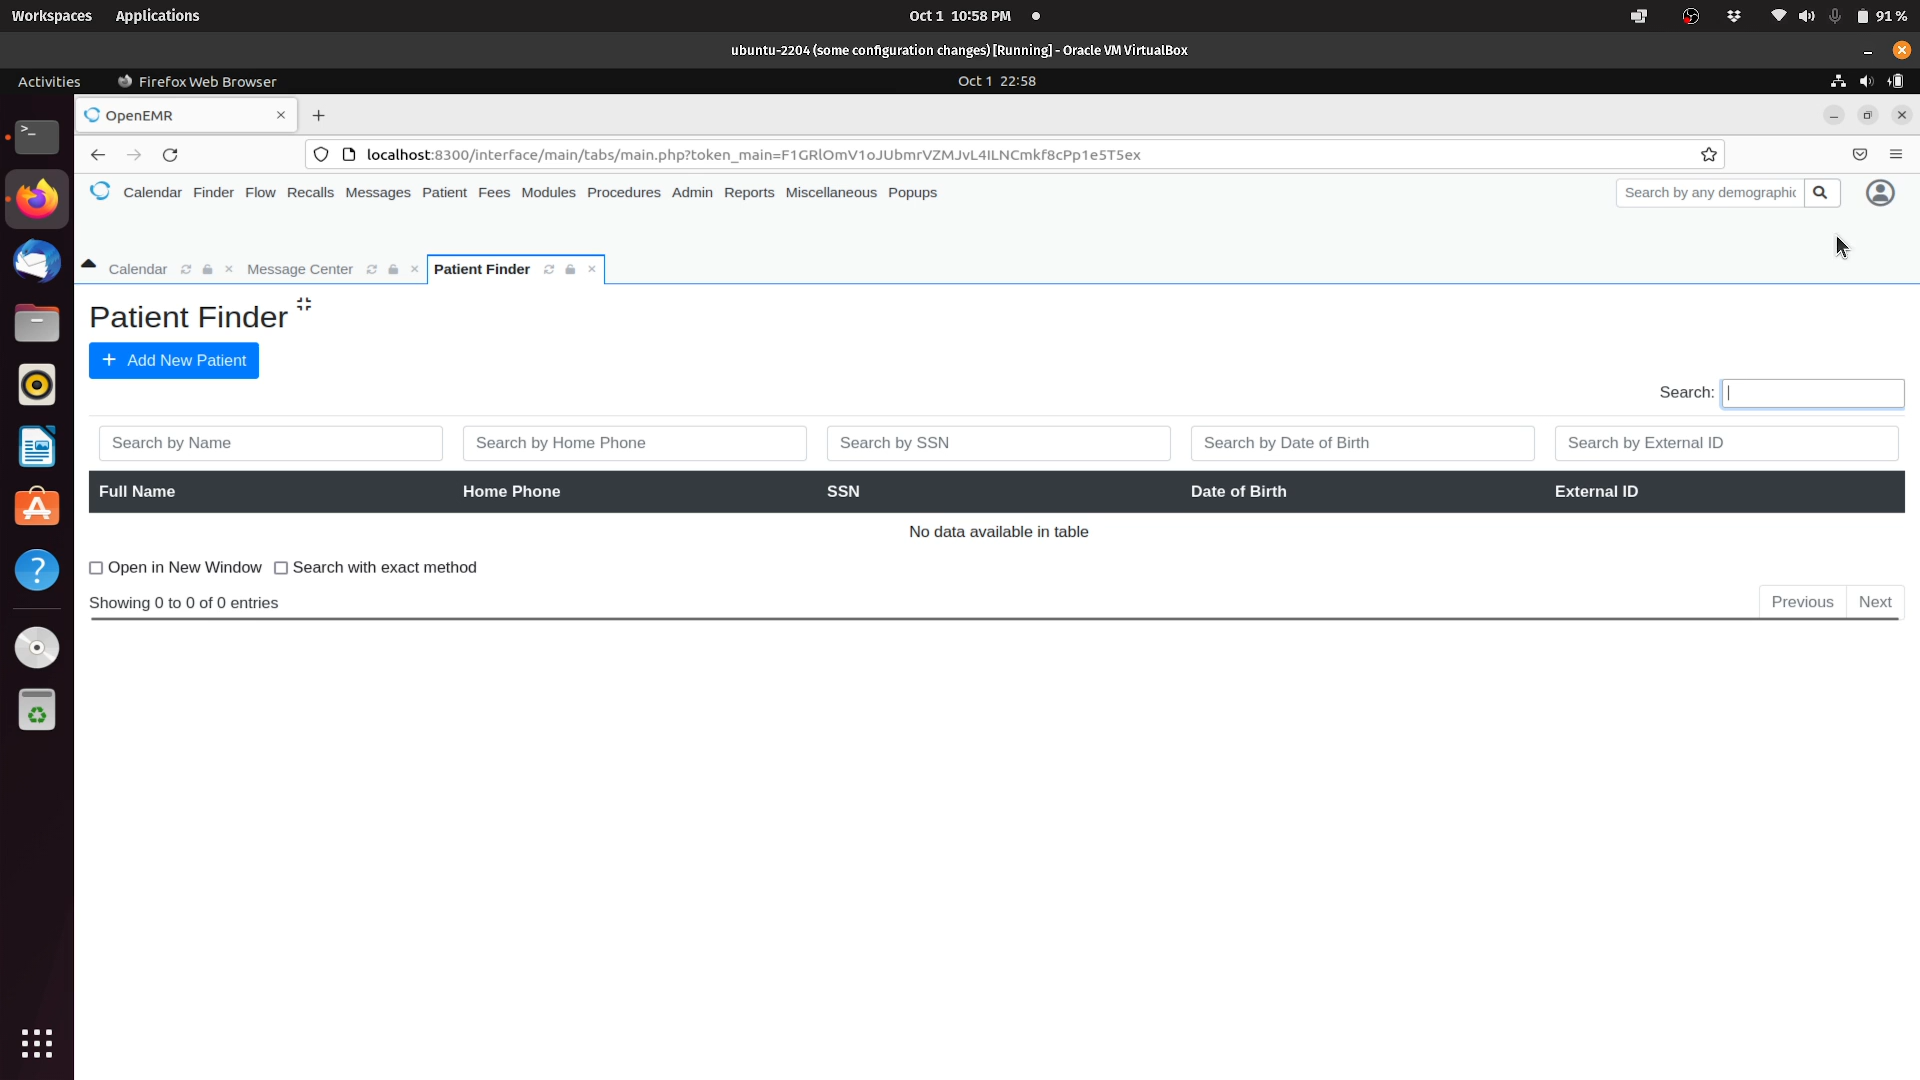 Workspaces Applications Oct 1 10:58 PM 91 %
ubuntu-2204 (some configuration changes) [Running] - Oracle VM VirtualBox
Activities Firefox Web Browser Oct 1 22:58
OpenEMR
localhost:8300/interface/main/tabs/main.php?token_main=F1GRlOmV1oJUbmrVZMJvL4ILNCmkf8cPp1e5T5ex
Calendar Finder Flow Recalls Messages Patient Fees Modules Procedures Admin Reports Miscellaneous Popups Search by any demographic
Calendar Message Center Patient Finder
Patient Finder
+ Add New Patient
Search:
Search by Name Search by Home Phone Search by SSN Search by Date of Birth Search by External ID
Full Name Home Phone SSN Date of Birth External ID
No data available in table
Open in New Window Search with exact method
Showing 0 to 0 of 0 entries Previous Next